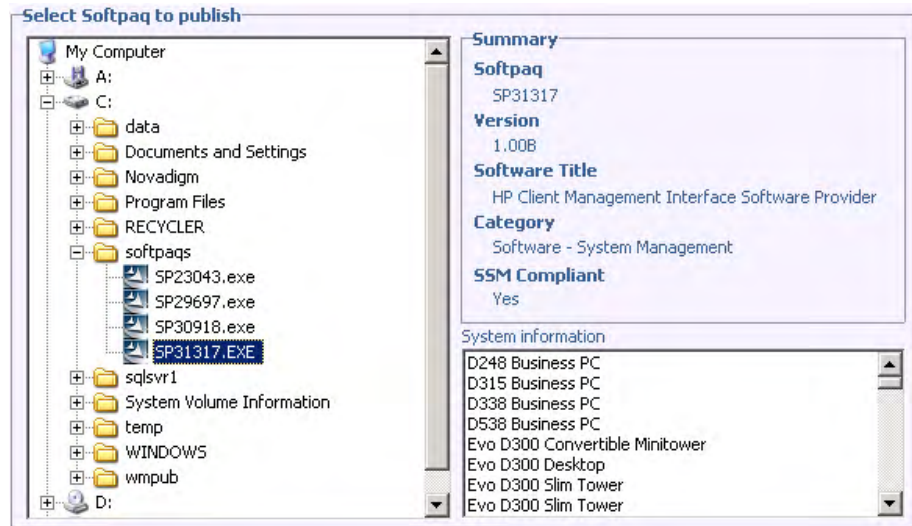 Select Softpaq to publish
My Computer
A:
C:
data
Documents and Settings
Novadigm
Program Files
RECYCLER
softpaqs
SP23043.exe
SP29697.exe
SP30918.exe
SP31317.EXE
sqlsvr1
System Volume Information
temp
WINDOWS
wmpub
D:
Summary
Softpaq
SP31317
Version
1.00B
Software Title
HP Client Management Interface Software Provider
Category
Software - System Management
SSM Compliant
Yes
System information
D248 Business PC
D315 Business PC
D338 Business PC
D538 Business PC
Evo D300 Convertible Minitower
Evo D300 Desktop
Evo D300 Slim Tower
Evo D300 Slim Tower